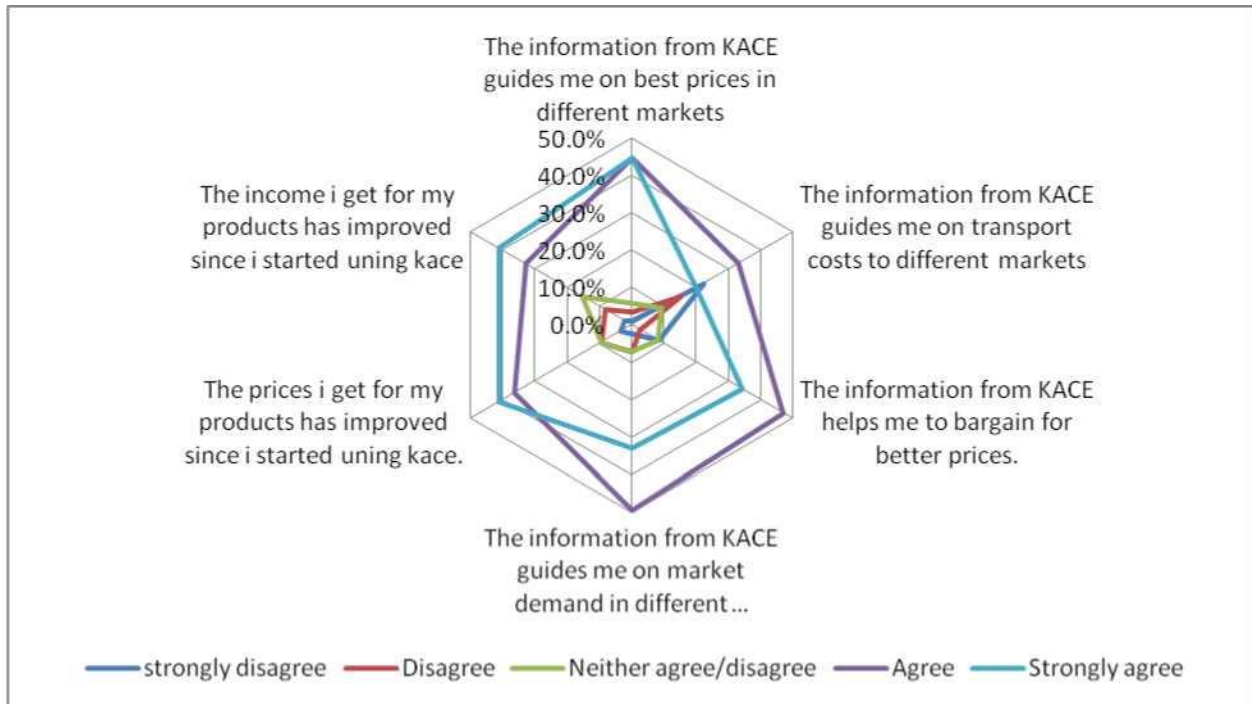 The information from KACE
guides me on best prices in
different markets
50.0%
40.0%
30.0%
20.0%
10.0%
0.0%
The information from KACE
guides me on transport
costs to different markets
The information from KACE
helps me to bargain for
better prices.
The information from KACE
guides me on market
demand in different ...
The prices i get for my
products has improved
since i started uning kace.
The income i get for my
products has improved
since i started uning kace
strongly disagree
Disagree
Neither agree/disagree
Agree
Strongly agree